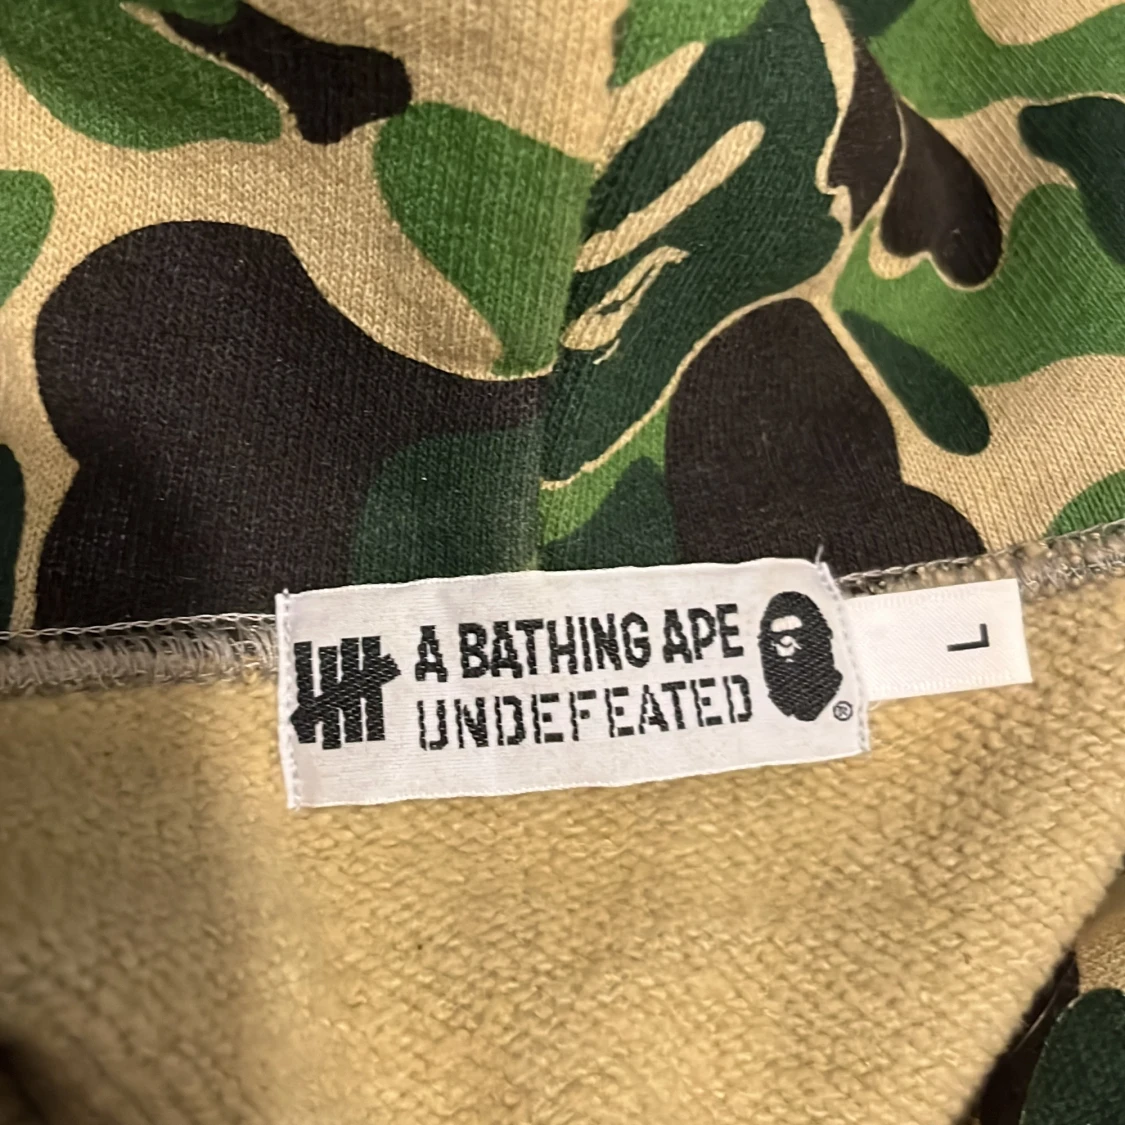 A BATHING APE
UNDEFEATED
®
L